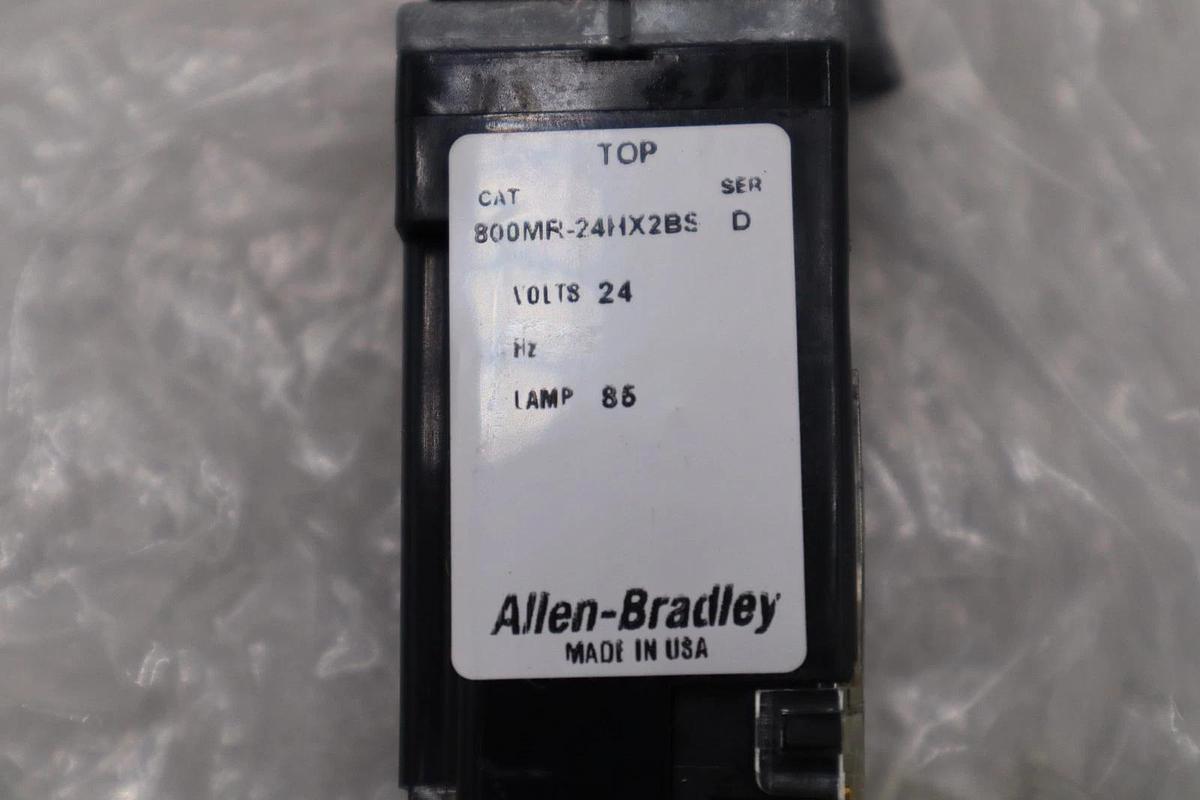 TOP
CAT SER
800MR-24HX2BS D
VOLTS 24
Hz
LAMP 85
Allen-Bradley
MADE IN USA